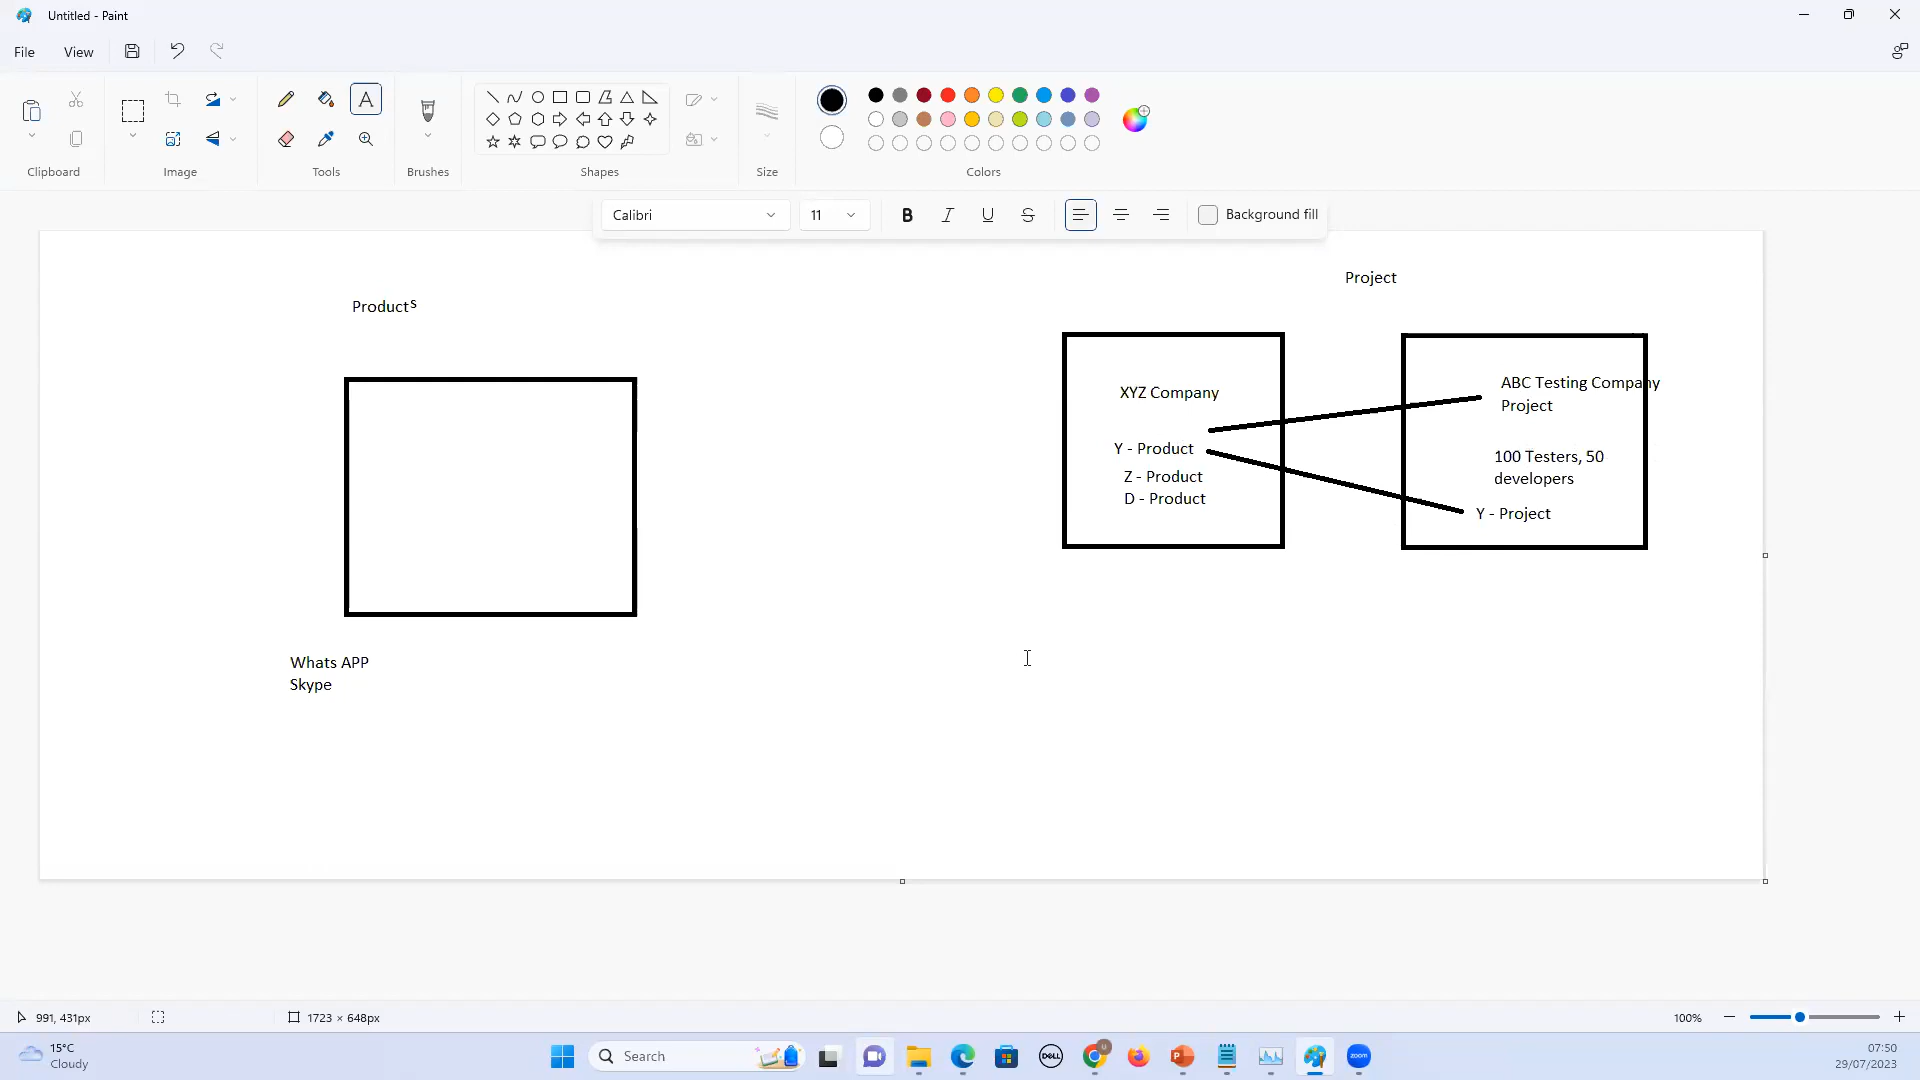 Untitled - Paint
File
View
Clipboard
Image
Tools
Brushes
Shapes
Size
Colors
Calibri
11
B
I
U
S
Background fill
Products
Project
XYZ Company
Y - Product
Z - Product
D - Product
ABC Testing Company
Project
100 Testers, 50
developers
Y - Project
Whats APP
Skype
991, 431px
1723 × 648px
100%
15°C
Cloudy
Search
DELL
U
zoom
07:50
29/07/2023